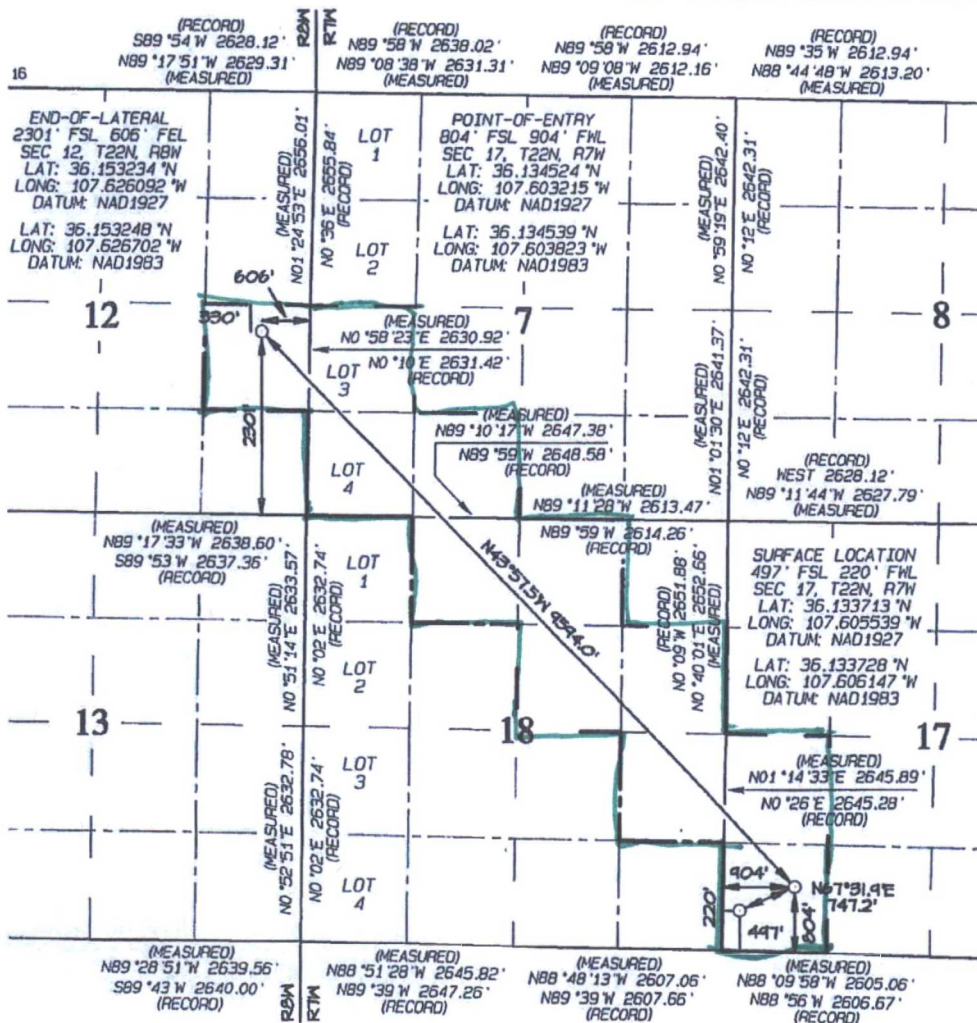 (RECORD)
S89 °54'W 2628.12'
N89 °17'51"W 2629.31'
(MEASURED)
R8W
R7W
(RECORD)
N89 °58'W 2638.02'
N89 °08'38"W 2631.31'
(MEASURED)
(RECORD)
N89 °58'W 2612.94'
N89 °09'08"W 2612.16'
(MEASURED)
(RECORD)
N89 °35'W 2612.94'
N88 °44'48"W 2613.20'
(MEASURED)
16
END-OF-LATERAL
2301' FSL 606' FEL
SEC 12, T22N, R8W
LAT: 36.153234 °N
LONG: 107.626092 °W
DATUM: NAD1927
LAT: 36.153248 °N
LONG: 107.626702 °W
DATUM: NAD1983
(MEASURED)
N01 °24'53"E 2656.01'
N0 °36'E 2655.84'
(RECORD)
LOT
1
LOT
2
POINT-OF-ENTRY
804' FSL 904' FWL
SEC 17, T22N, R7W
LAT: 36.134524 °N
LONG: 107.603215 °W
DATUM: NAD1927
LAT: 36.134539 °N
LONG: 107.603823 °W
DATUM: NAD1983
(MEASURED)
N0 °59'19"E 2642.40'
N0 °12'E 2642.31'
(RECORD)
606'
12
330'
7
8
(MEASURED)
N0 °58'23"E 2630.92'
N0 °10'E 2631.42'
(RECORD)
LOT
3
2301'
(MEASURED)
N89 °10'17"W 2647.38'
N89 °59'W 2648.58'
(RECORD)
(MEASURED)
N01 °01'30"E 2641.37'
N0 °12'E 2642.31'
(RECORD)
LOT
4
(RECORD)
WEST 2628.12'
N89 °11'44"W 2627.79'
(MEASURED)
(MEASURED)
N89 °17'33"W 2638.60'
S89 °53'W 2637.36'
(RECORD)
(MEASURED)
N89 °11'28"W 2613.47'
N89 °59'W 2614.26'
(RECORD)
N43°57.5'W 4594.0'
(MEASURED)
N0 °51'14"E 2633.57'
N0 °02'E 2632.74'
(RECORD)
LOT
1
LOT
2
(RECORD)
N0 °09'W 2651.88'
N0 °40'01"E 2652.66'
(MEASURED)
SURFACE LOCATION
497' FSL 220' FWL
SEC 17, T22N, R7W
LAT: 36.133713 °N
LONG: 107.605539 °W
DATUM: NAD1927
LAT: 36.133728 °N
LONG: 107.606147 °W
DATUM: NAD1983
13
18
17
(MEASURED)
N0 °52'51"E 2632.78'
N0 °02'E 2632.74'
(RECORD)
LOT
3
LOT
4
(MEASURED)
N01 °14'33"E 2645.89'
N0 °26'E 2645.28'
(RECORD)
904'
N67°31.9'E
747.2'
220'
497'
804'
(MEASURED)
N89 °28'51"W 2639.56'
S89 °43'W 2640.00'
(RECORD)
R8W
R7W
(MEASURED)
N88 °51'28"W 2645.82'
N89 °39'W 2647.26'
(RECORD)
(MEASURED)
N88 °48'13"W 2607.06'
N89 °39'W 2607.66'
(RECORD)
(MEASURED)
N88 °09'58"W 2605.06'
N88 °56'W 2606.67'
(RECORD)